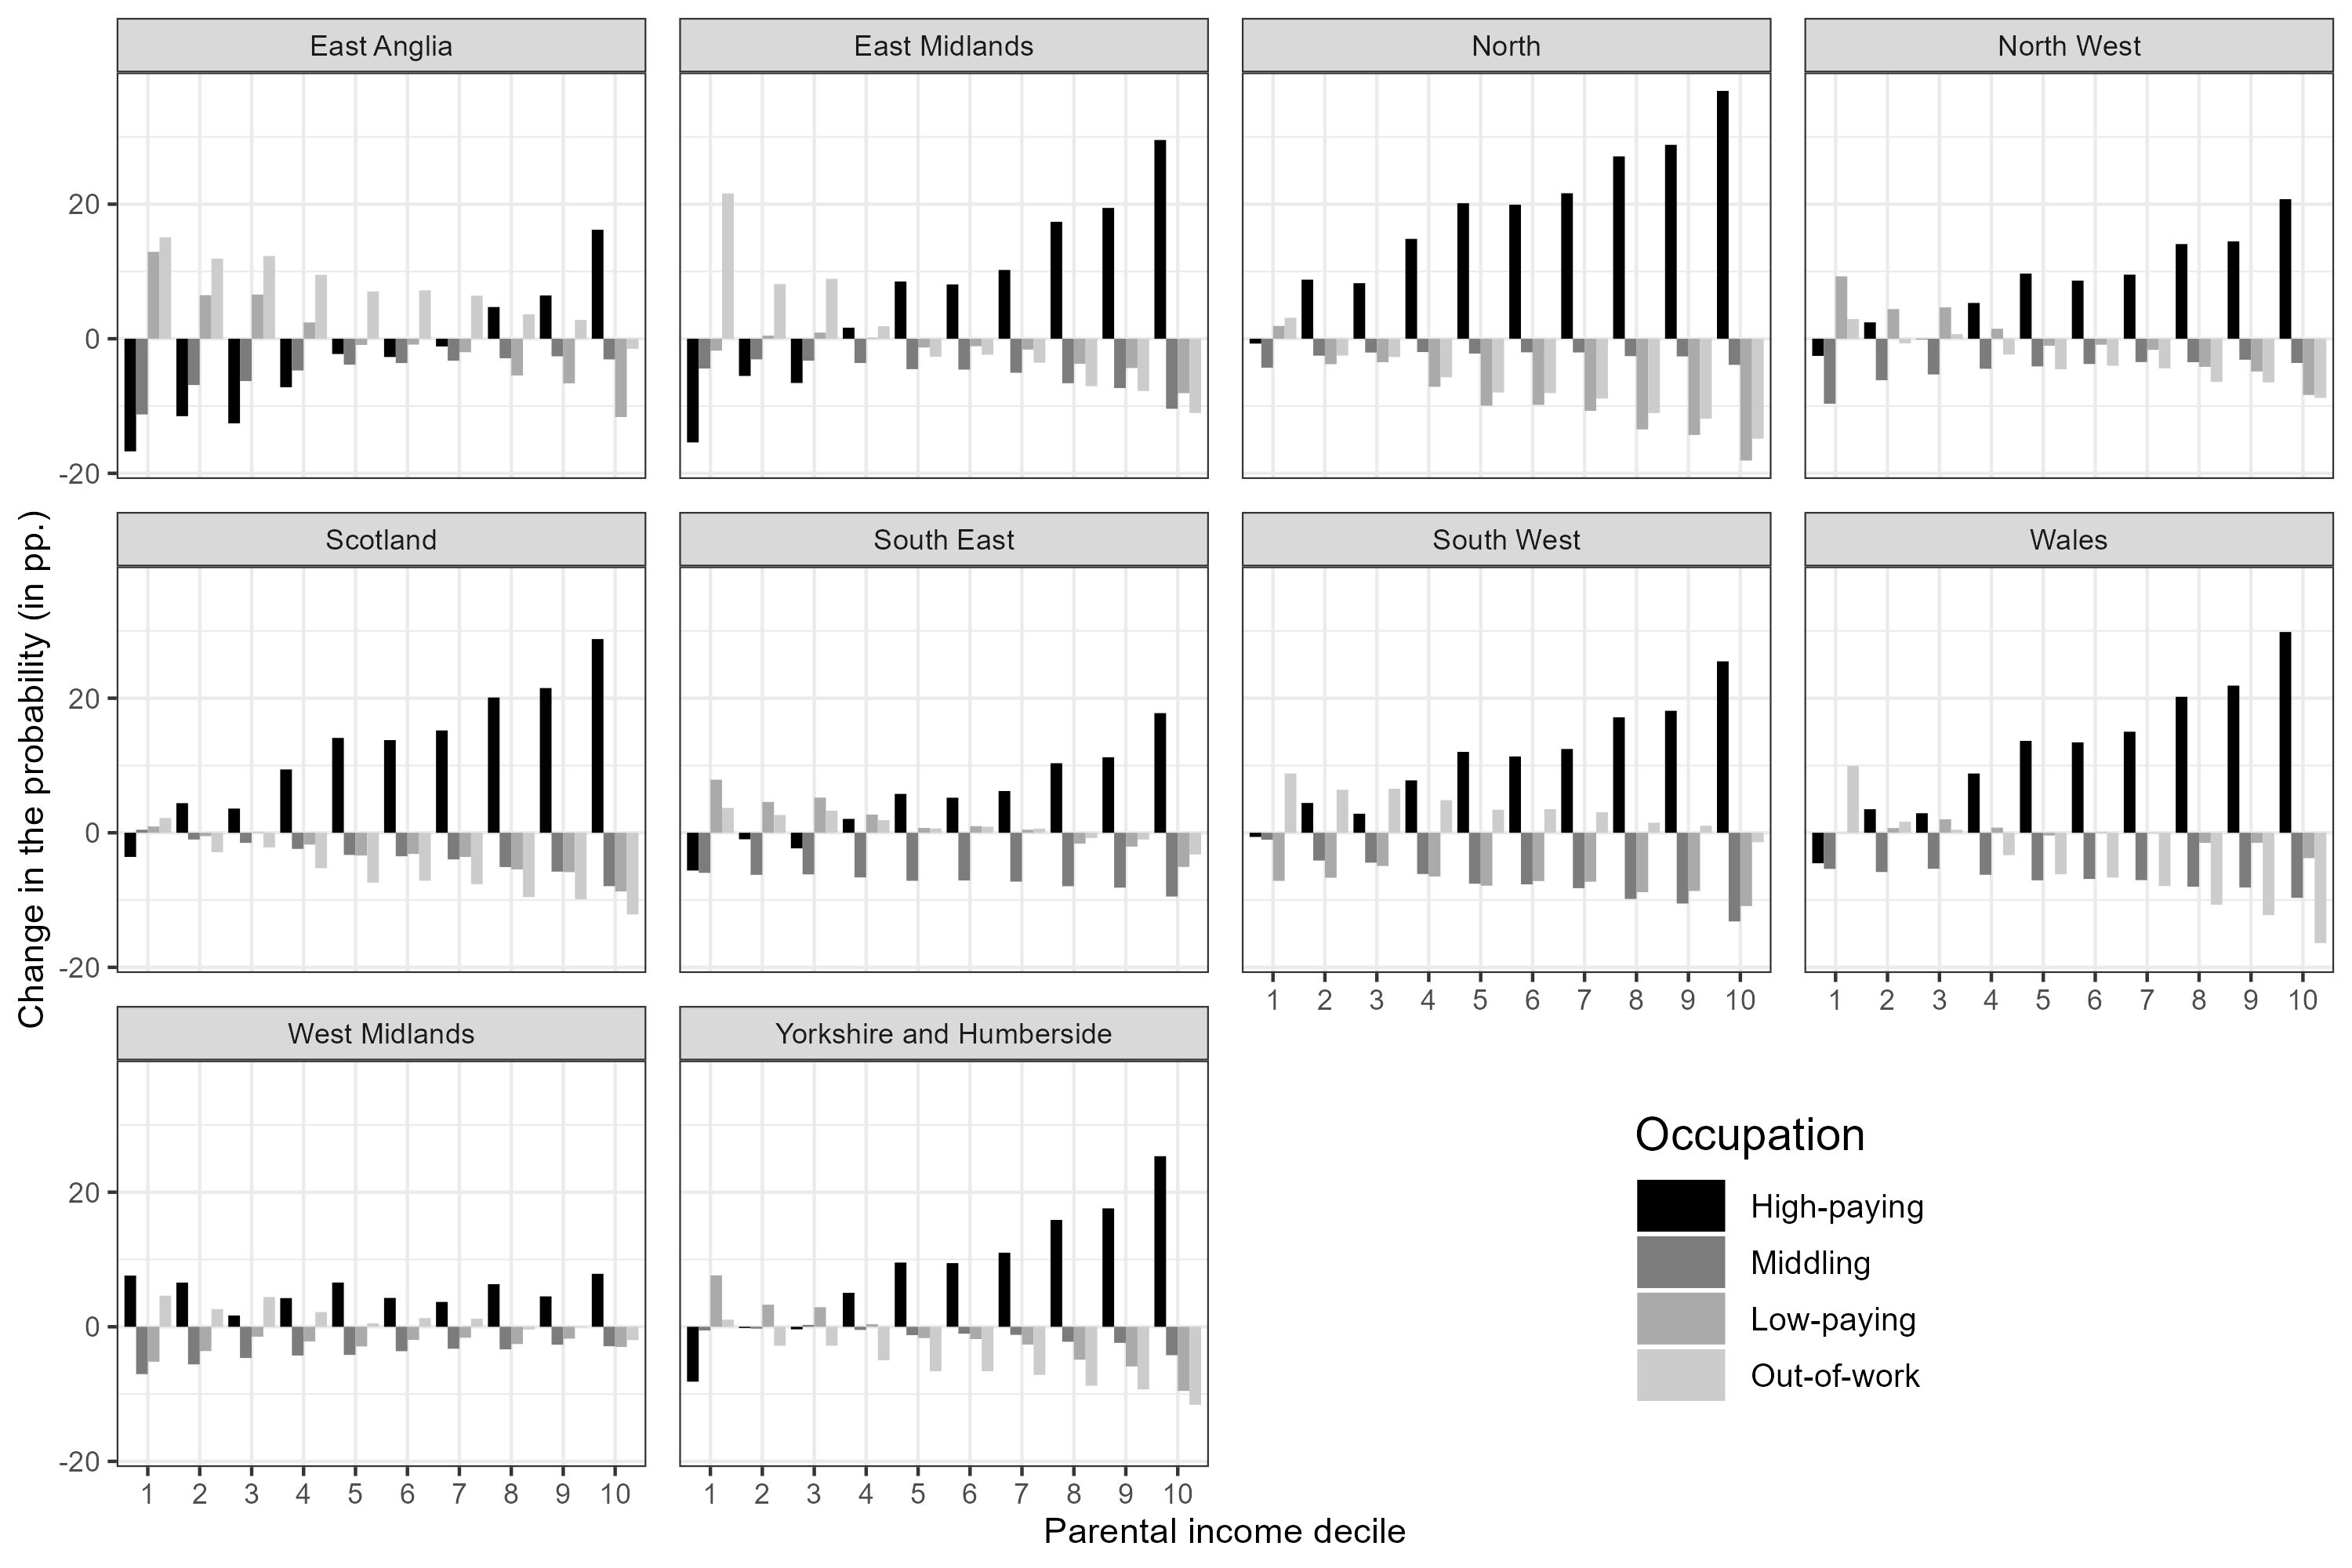 East Anglia East Midlands North North West
20
0
-20
Scotland South East South West Wales
20
0
-20
1 2 3 4 5 6 7 8 9 10 1 2 3 4 5 6 7 8 9 10
West Midlands Yorkshire and Humberside
20
0
-20
1 2 3 4 5 6 7 8 9 10 1 2 3 4 5 6 7 8 9 10
Change in the probability (in pp.)
Parental income decile
Occupation
High-paying
Middling
Low-paying
Out-of-work